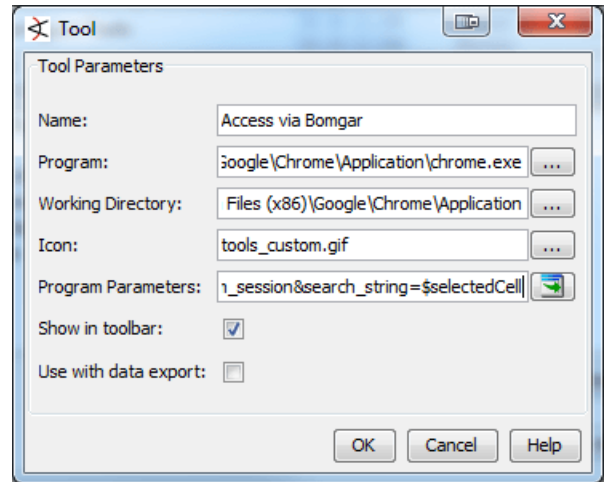 Tool
Tool Parameters
Name: Access via Bomgar
Program: Google\Chrome\Application\chrome.exe ...
Working Directory: Files (x86)\Google\Chrome\Application ...
Icon: tools_custom.gif ...
Program Parameters: n_session&search_string=$selectedCell
Show in toolbar:
Use with data export:
OK Cancel Help